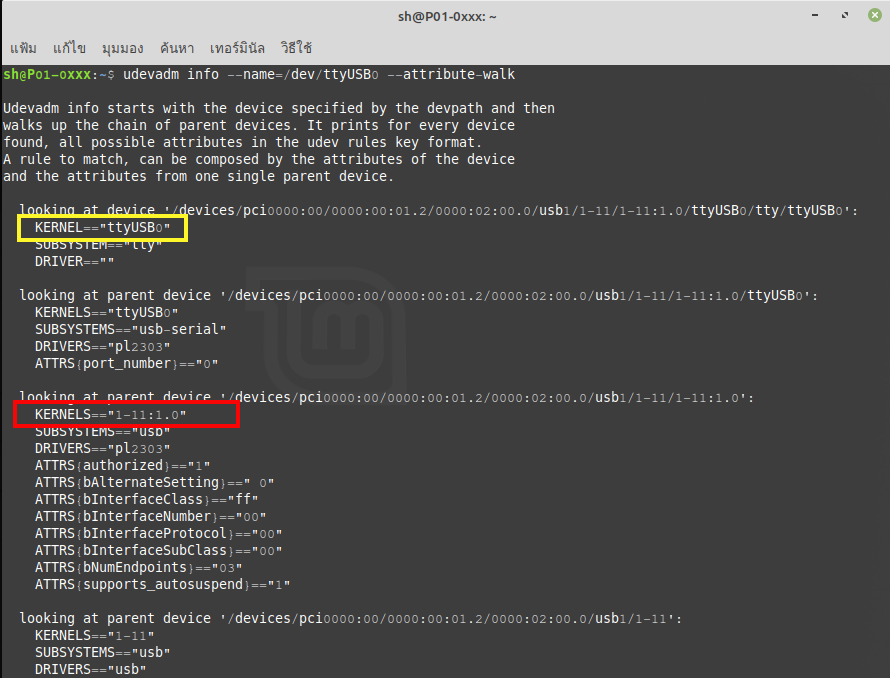 sh@P01-0xxx: ~
แฟ้ม แก้ไข มุมมอง ค้นหา เทอร์มินัล วิธีใช้
sh@P01-0xxx:~$ udevadm info --name=/dev/ttyUSB0 --attribute-walk
Udevadm info starts with the device specified by the devpath and then
walks up the chain of parent devices. It prints for every device
found, all possible attributes in the udev rules key format.
A rule to match, can be composed by the attributes of the device
and the attributes from one single parent device.
looking at device '/devices/pci0000:00/0000:00:01.2/0000:02:00.0/usb1/1-11/1-11:1.0/ttyUSB0/tty/ttyUSB0':
KERNEL=="ttyUSB0"
SUBSYSTEM=="tty"
DRIVER==""
looking at parent device '/devices/pci0000:00/0000:00:01.2/0000:02:00.0/usb1/1-11/1-11:1.0/ttyUSB0':
KERNELS=="ttyUSB0"
SUBSYSTEMS=="usb-serial"
DRIVERS=="pl2303"
ATTRS{port_number}=="0"
looking at parent device '/devices/pci0000:00/0000:00:01.2/0000:02:00.0/usb1/1-11/1-11:1.0':
KERNELS=="1-11:1.0"
SUBSYSTEMS=="usb"
DRIVERS=="pl2303"
ATTRS{authorized}=="1"
ATTRS{bAlternateSetting}==" 0"
ATTRS{bInterfaceClass}=="ff"
ATTRS{bInterfaceNumber}=="00"
ATTRS{bInterfaceProtocol}=="00"
ATTRS{bInterfaceSubClass}=="00"
ATTRS{bNumEndpoints}=="03"
ATTRS{supports_autosuspend}=="1"
looking at parent device '/devices/pci0000:00/0000:00:01.2/0000:02:00.0/usb1/1-11':
KERNELS=="1-11"
SUBSYSTEMS=="usb"
DRIVERS=="usb"